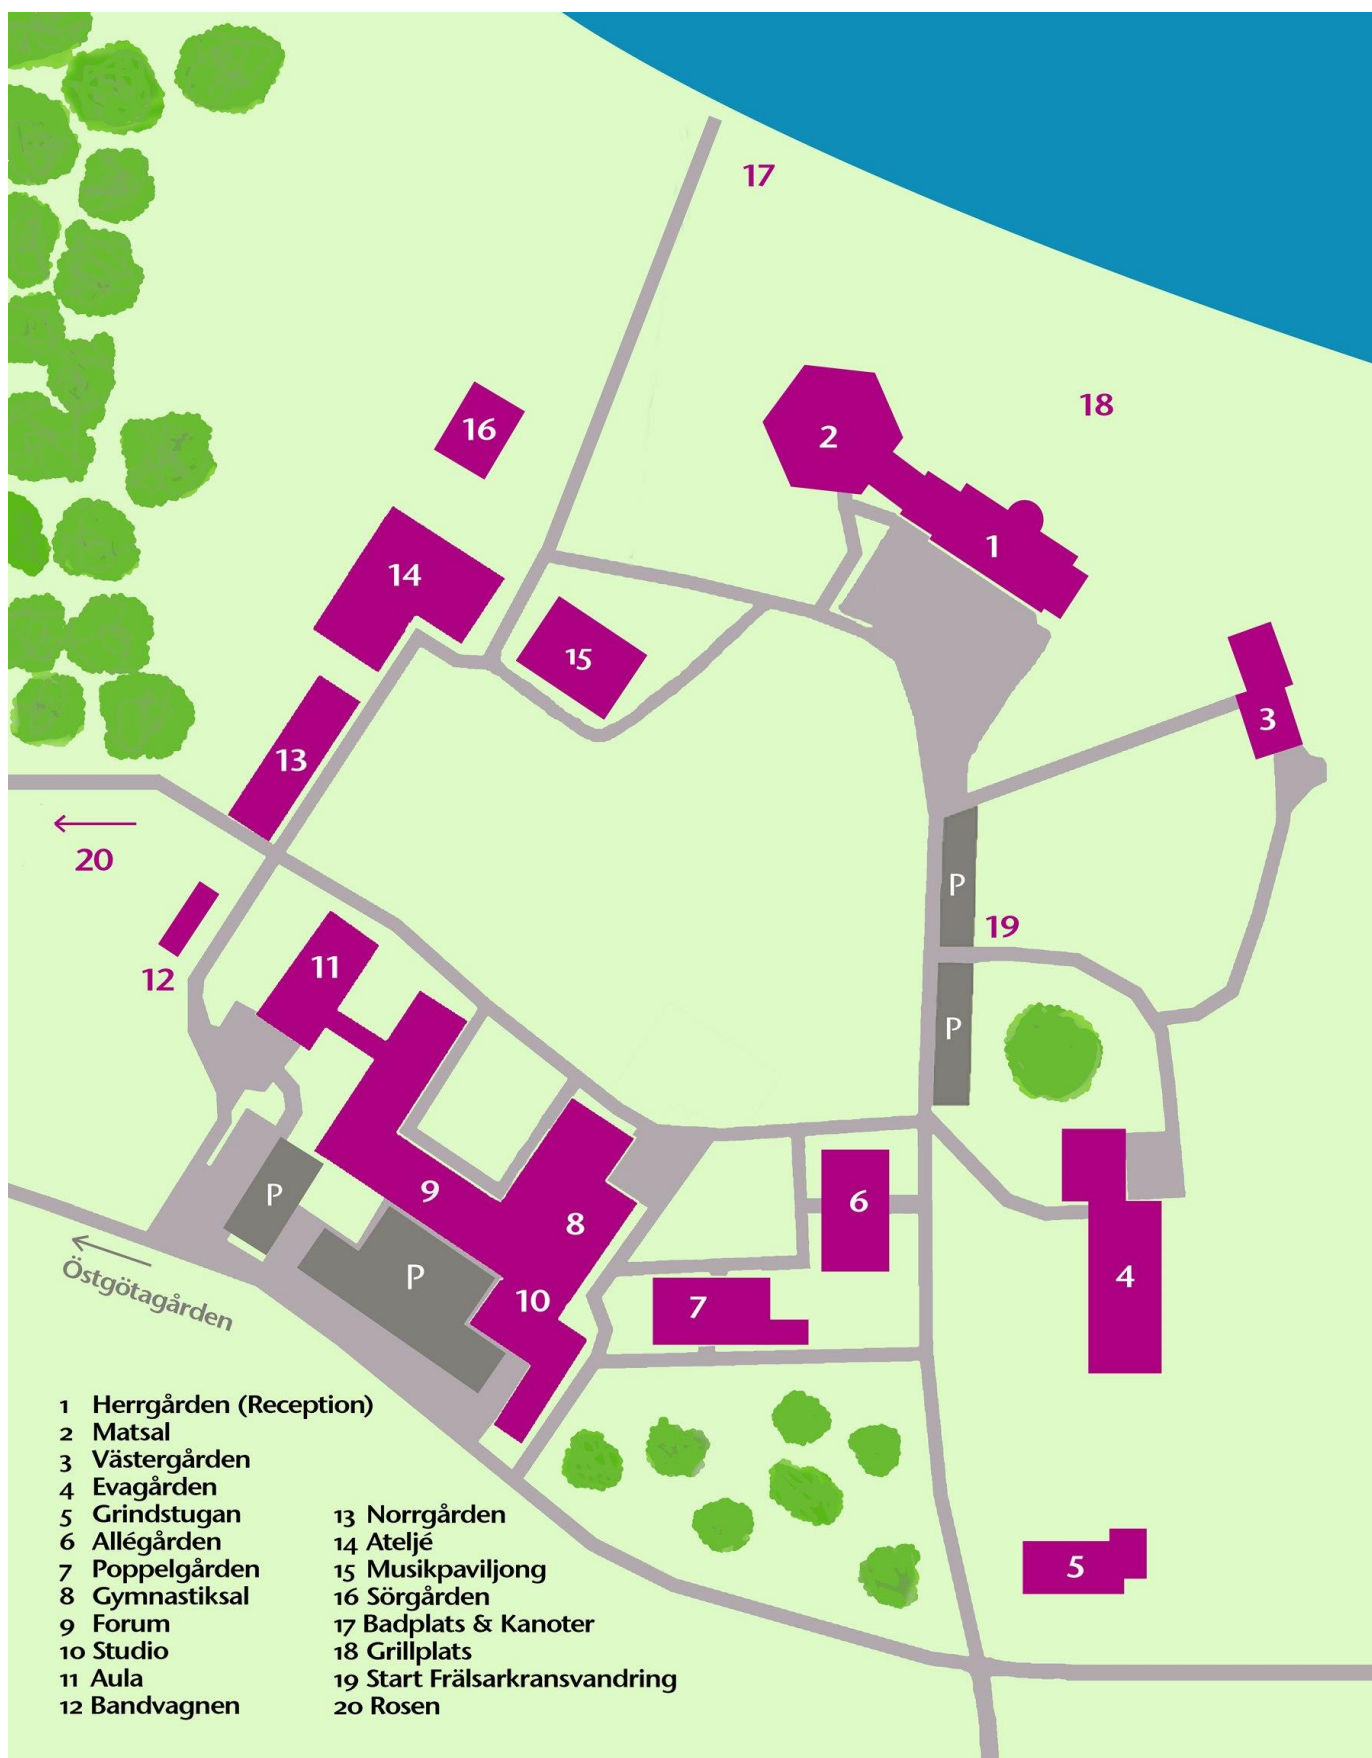 17
18
16
2
1
14
15
3
13
20
P
19
12
11
P
9
6
P
8
P
10
7
4
Östgötagården
5
1 Herrgården (Reception)
2 Matsal
3 Västergården
4 Evagården
5 Grindstugan
6 Allégården
7 Poppelgården
8 Gymnastiksal
9 Forum
10 Studio
11 Aula
12 Bandvagnen
13 Norrgården
14 Ateljé
15 Musikpaviljong
16 Sörgården
17 Badplats & Kanoter
18 Grillplats
19 Start Frälsarkransvandring
20 Rosen